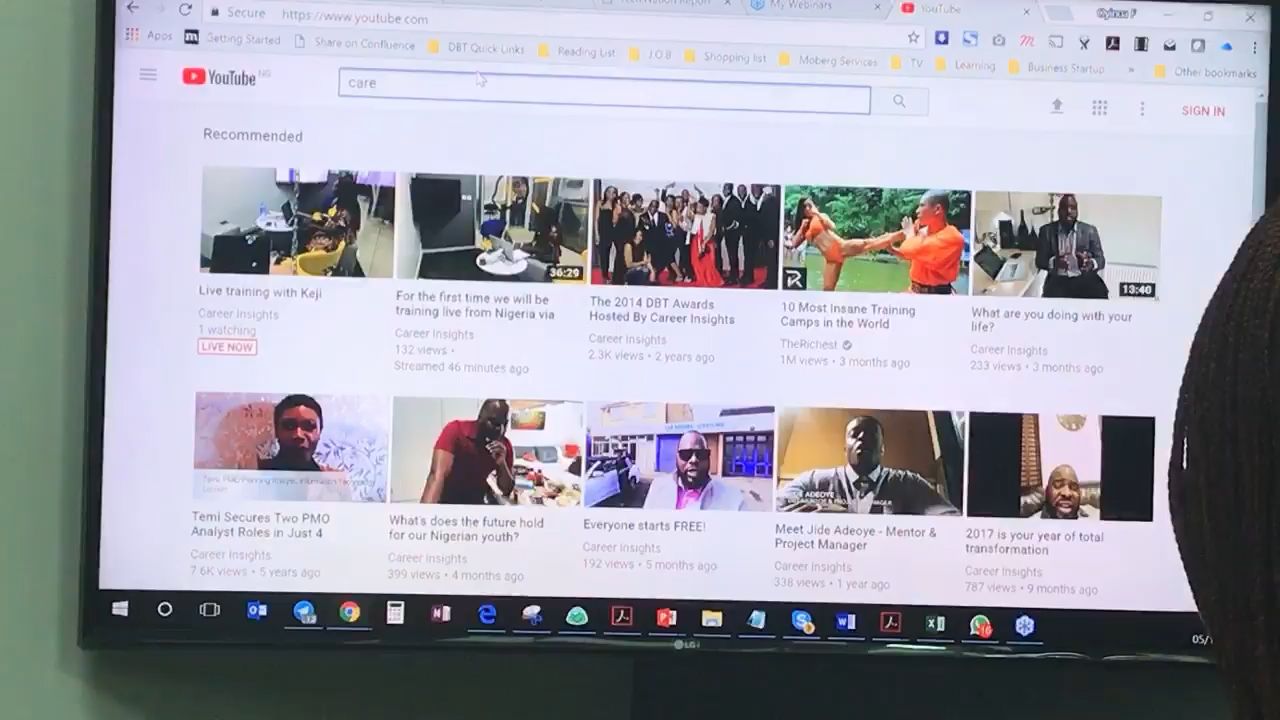 My Webinars
YouTube
Secure https://www.youtube.com
Apps Getting Started Share on Confluence DBT Quick Links Reading List J.O.B Shopping list Moberg Services TV Learning Business Startup » Other bookmarks
YouTube NG
care
SIGN IN
Recommended
36:29
13:40
Live training with Keji
Career Insights
1 watching
LIVE NOW
For the first time we will be
training live from Nigeria via
Career Insights
132 views •
Streamed 46 minutes ago
The 2014 DBT Awards
Hosted By Career Insights
Career Insights
2.3K views • 2 years ago
10 Most Insane Training
Camps in the World
TheRichest
1M views • 3 months ago
What are you doing with your
life?
Career Insights
233 views • 3 months ago
Temi Secures Two PMO
Analyst Roles in Just 4
Career Insights
7.6K views • 5 years ago
What's does the future hold
for our Nigerian youth?
Career Insights
399 views • 4 months ago
Everyone starts FREE!
Career Insights
192 views • 5 months ago
ADEOYE
Meet Jide Adeoye - Mentor &
Project Manager
Career Insights
338 views • 1 year ago
2017 is your year of total
transformation
Career Insights
787 views • 9 months ago
05/
LG